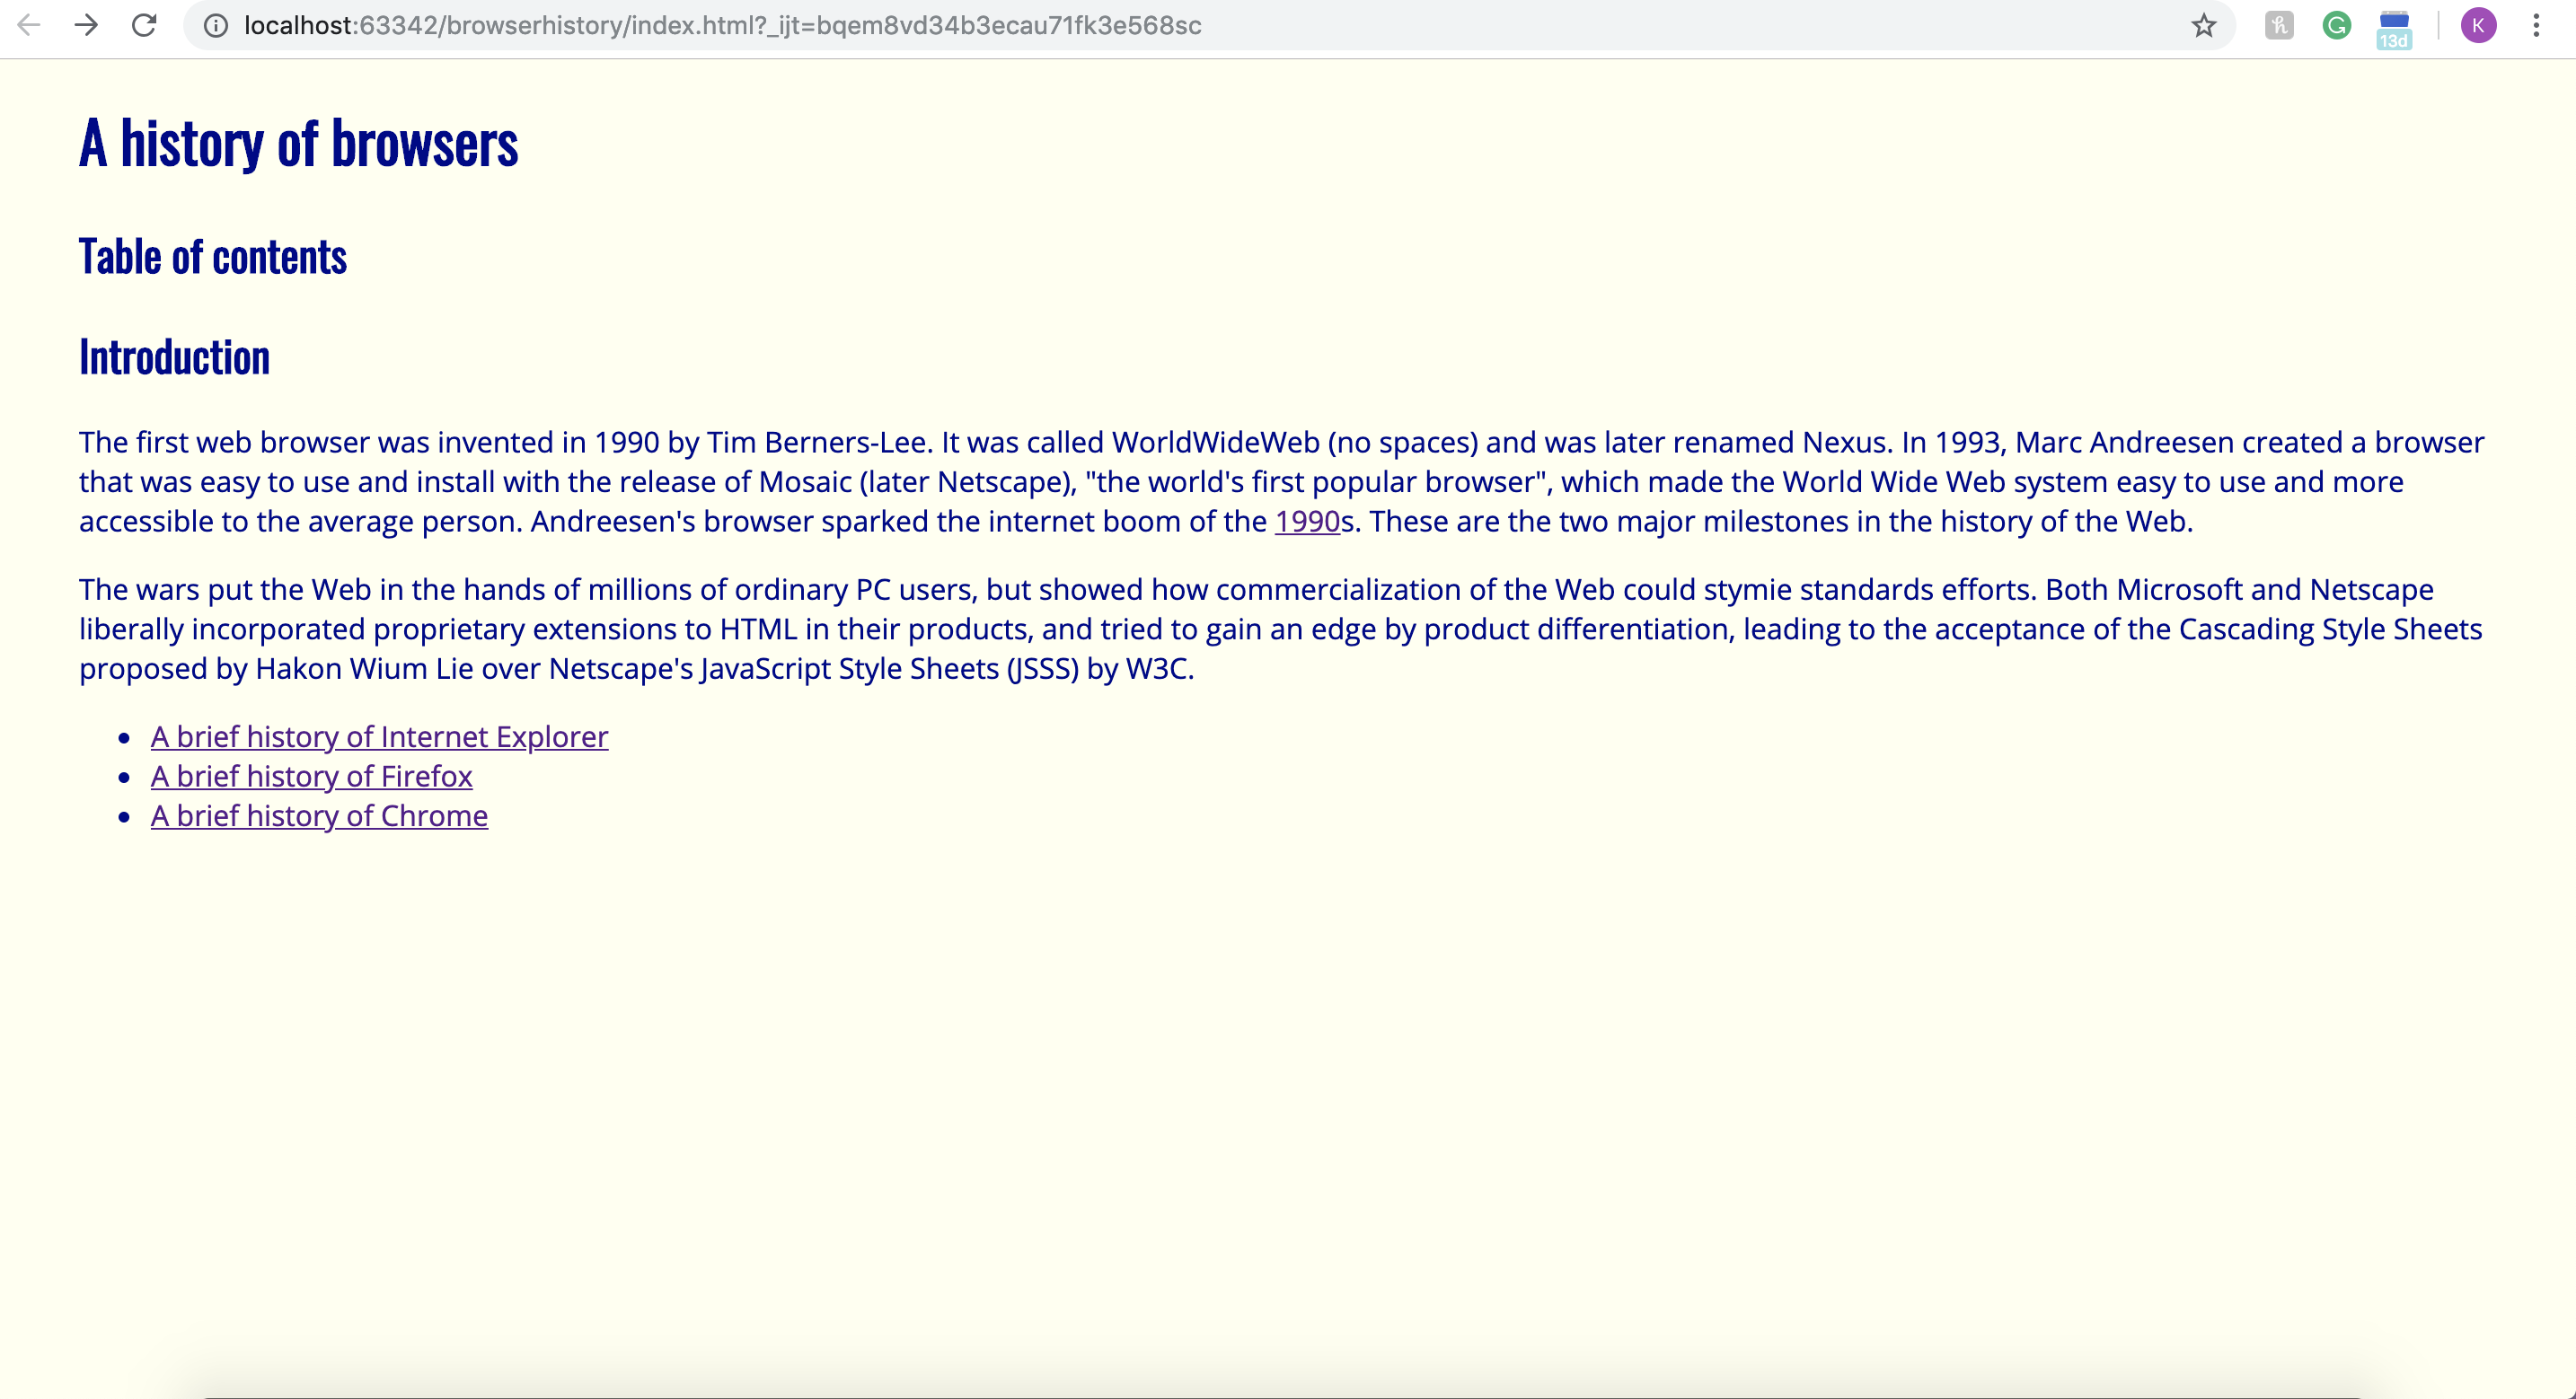 localhost:63342/browserhistory/index.html?_ijt=bqem8vd34b3ecau71fk3e568sc
h
G
13d
K
A history of browsers
Table of contents
Introduction
The first web browser was invented in 1990 by Tim Berners-Lee. It was called WorldWideWeb (no spaces) and was later renamed Nexus. In 1993, Marc Andreesen created a browser
that was easy to use and install with the release of Mosaic (later Netscape), "the world's first popular browser", which made the World Wide Web system easy to use and more
accessible to the average person. Andreesen's browser sparked the internet boom of the 1990s. These are the two major milestones in the history of the Web.
The wars put the Web in the hands of millions of ordinary PC users, but showed how commercialization of the Web could stymie standards efforts. Both Microsoft and Netscape
liberally incorporated proprietary extensions to HTML in their products, and tried to gain an edge by product differentiation, leading to the acceptance of the Cascading Style Sheets
proposed by Hakon Wium Lie over Netscape's JavaScript Style Sheets (JSSS) by W3C.
• A brief history of Internet Explorer
• A brief history of Firefox
• A brief history of Chrome